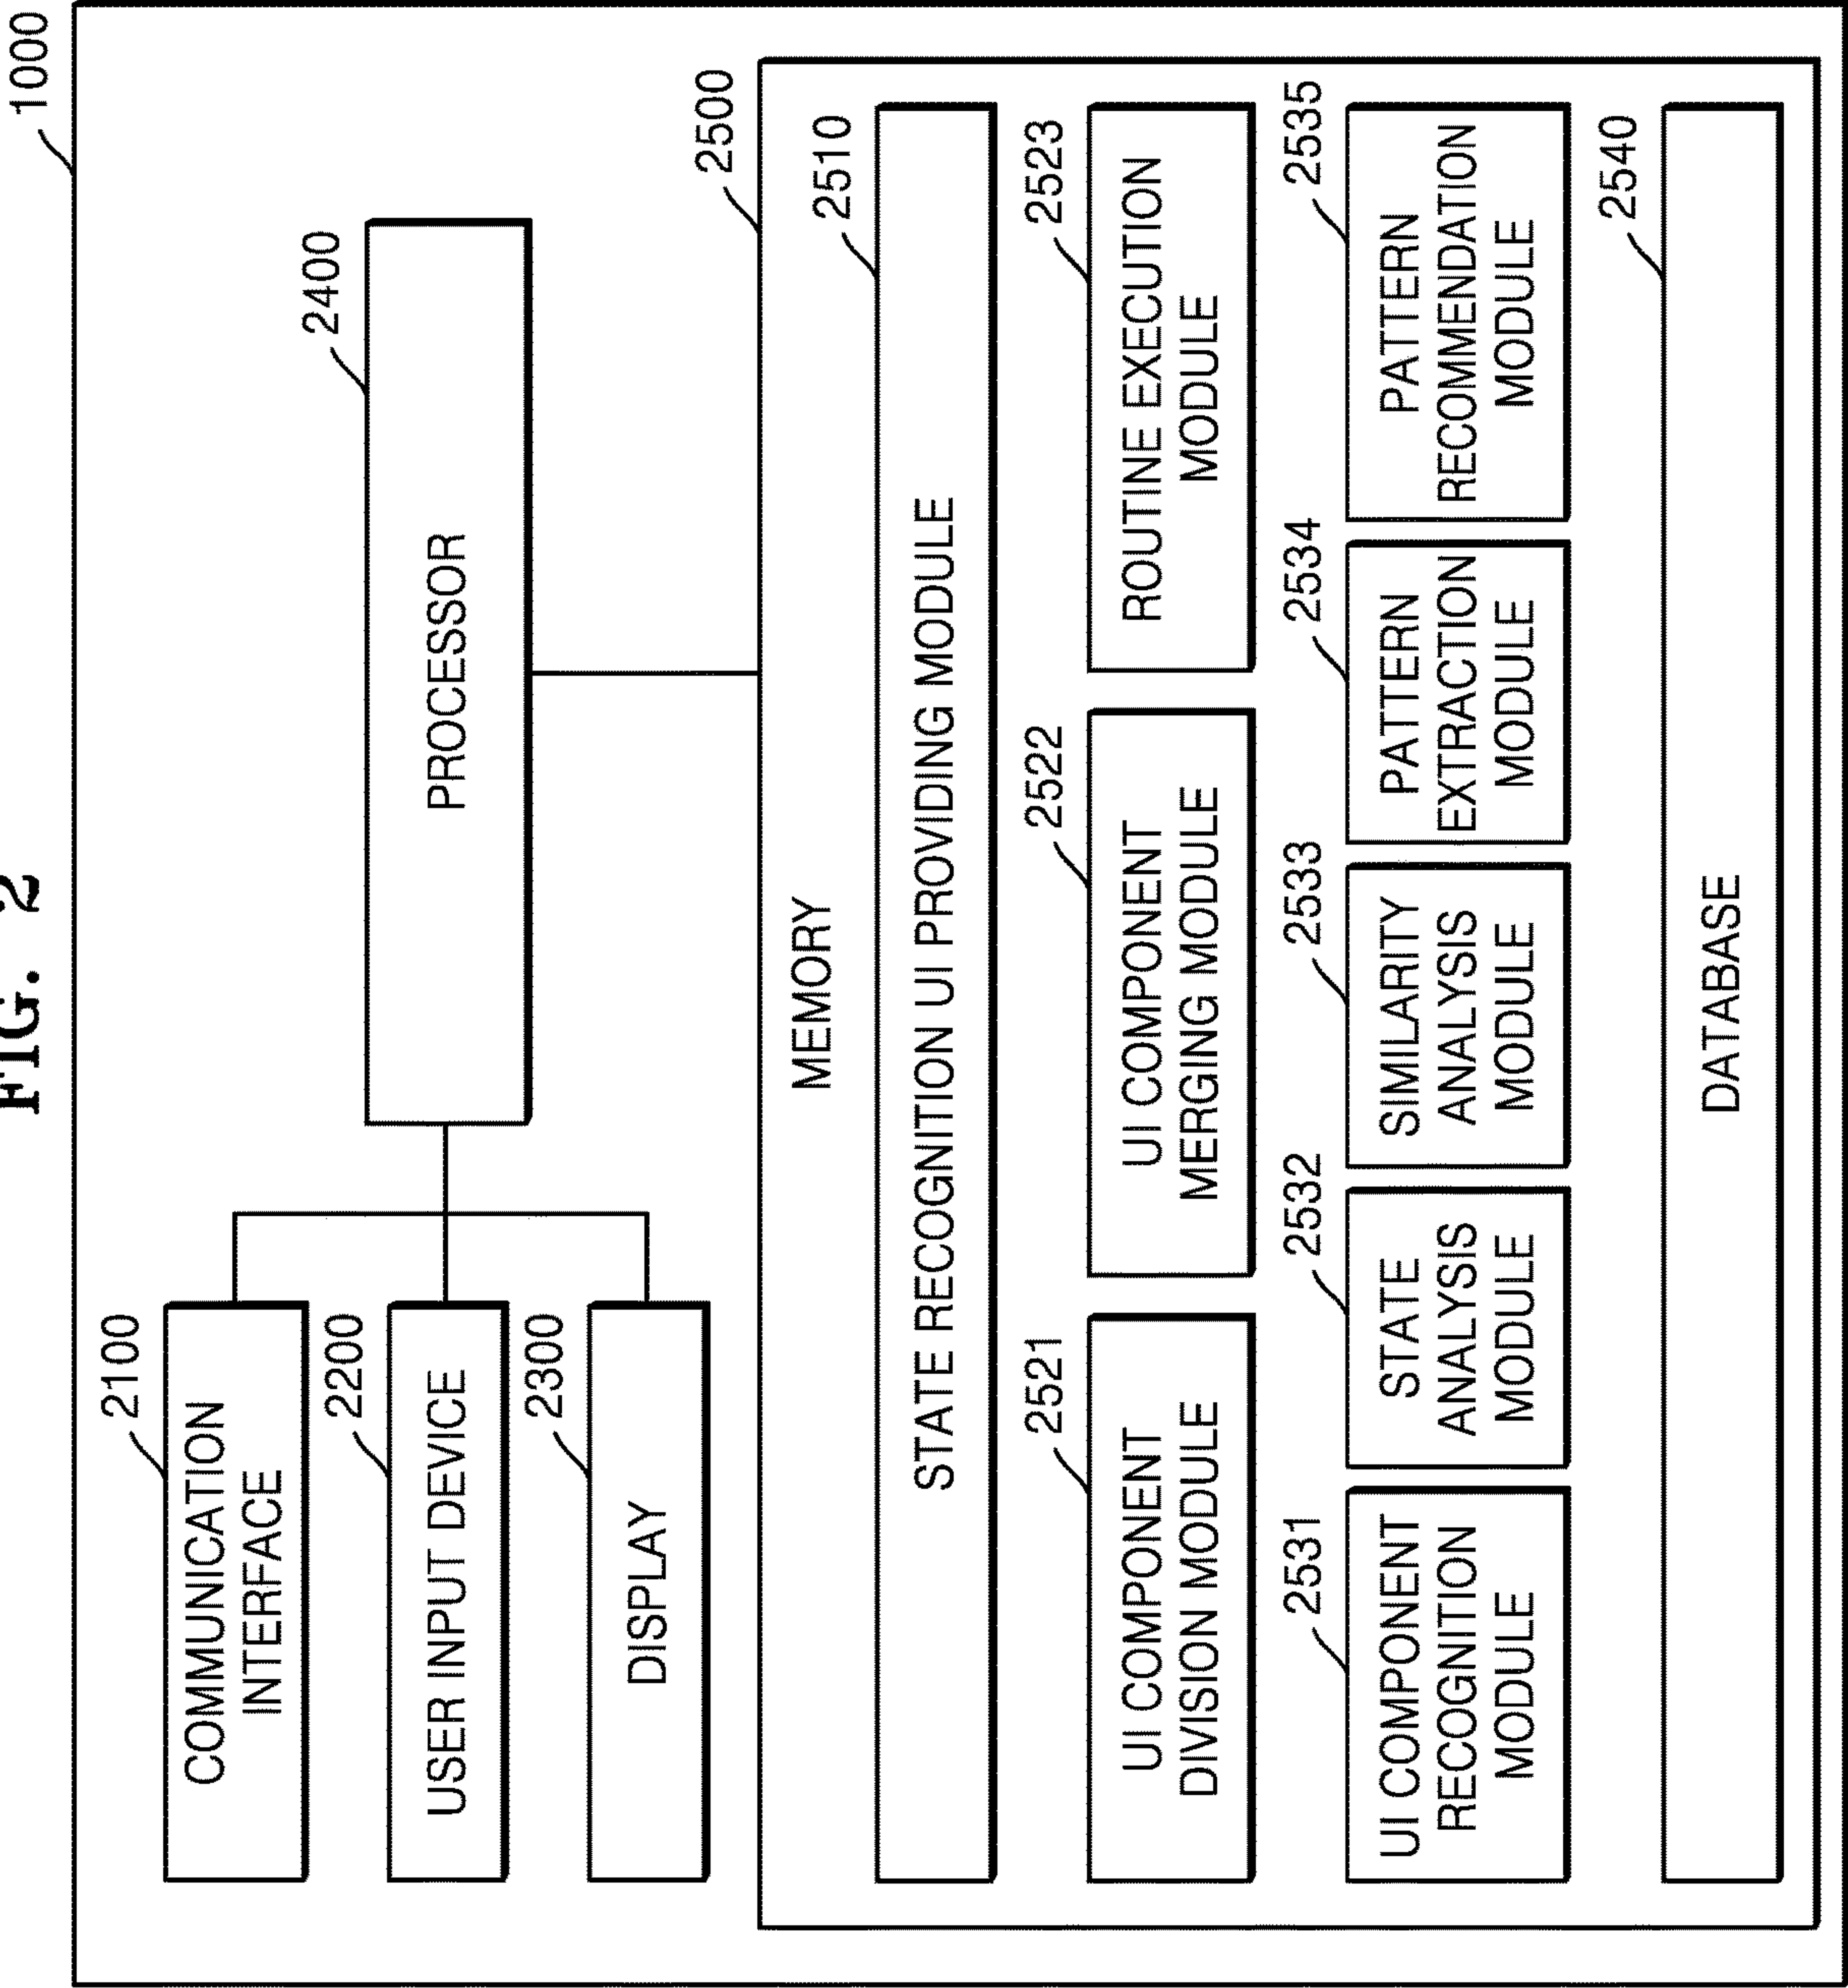 FIG. 2
1000
2100
COMMUNICATION
INTERFACE
2200
USER INPUT DEVICE
2300
DISPLAY
2400
PROCESSOR
2500
MEMORY
2510
STATE RECOGNITION UI PROVIDING MODULE
2521
UI COMPONENT
DIVISION MODULE
2522
UI COMPONENT
MERGING MODULE
2523
ROUTINE EXECUTION
MODULE
2531
UI COMPONENT
RECOGNITION
MODULE
2532
STATE
ANALYSIS
MODULE
2533
SIMILARITY
ANALYSIS
MODULE
2534
PATTERN
EXTRACTION
MODULE
2535
PATTERN
RECOMMENDATION
MODULE
2540
DATABASE